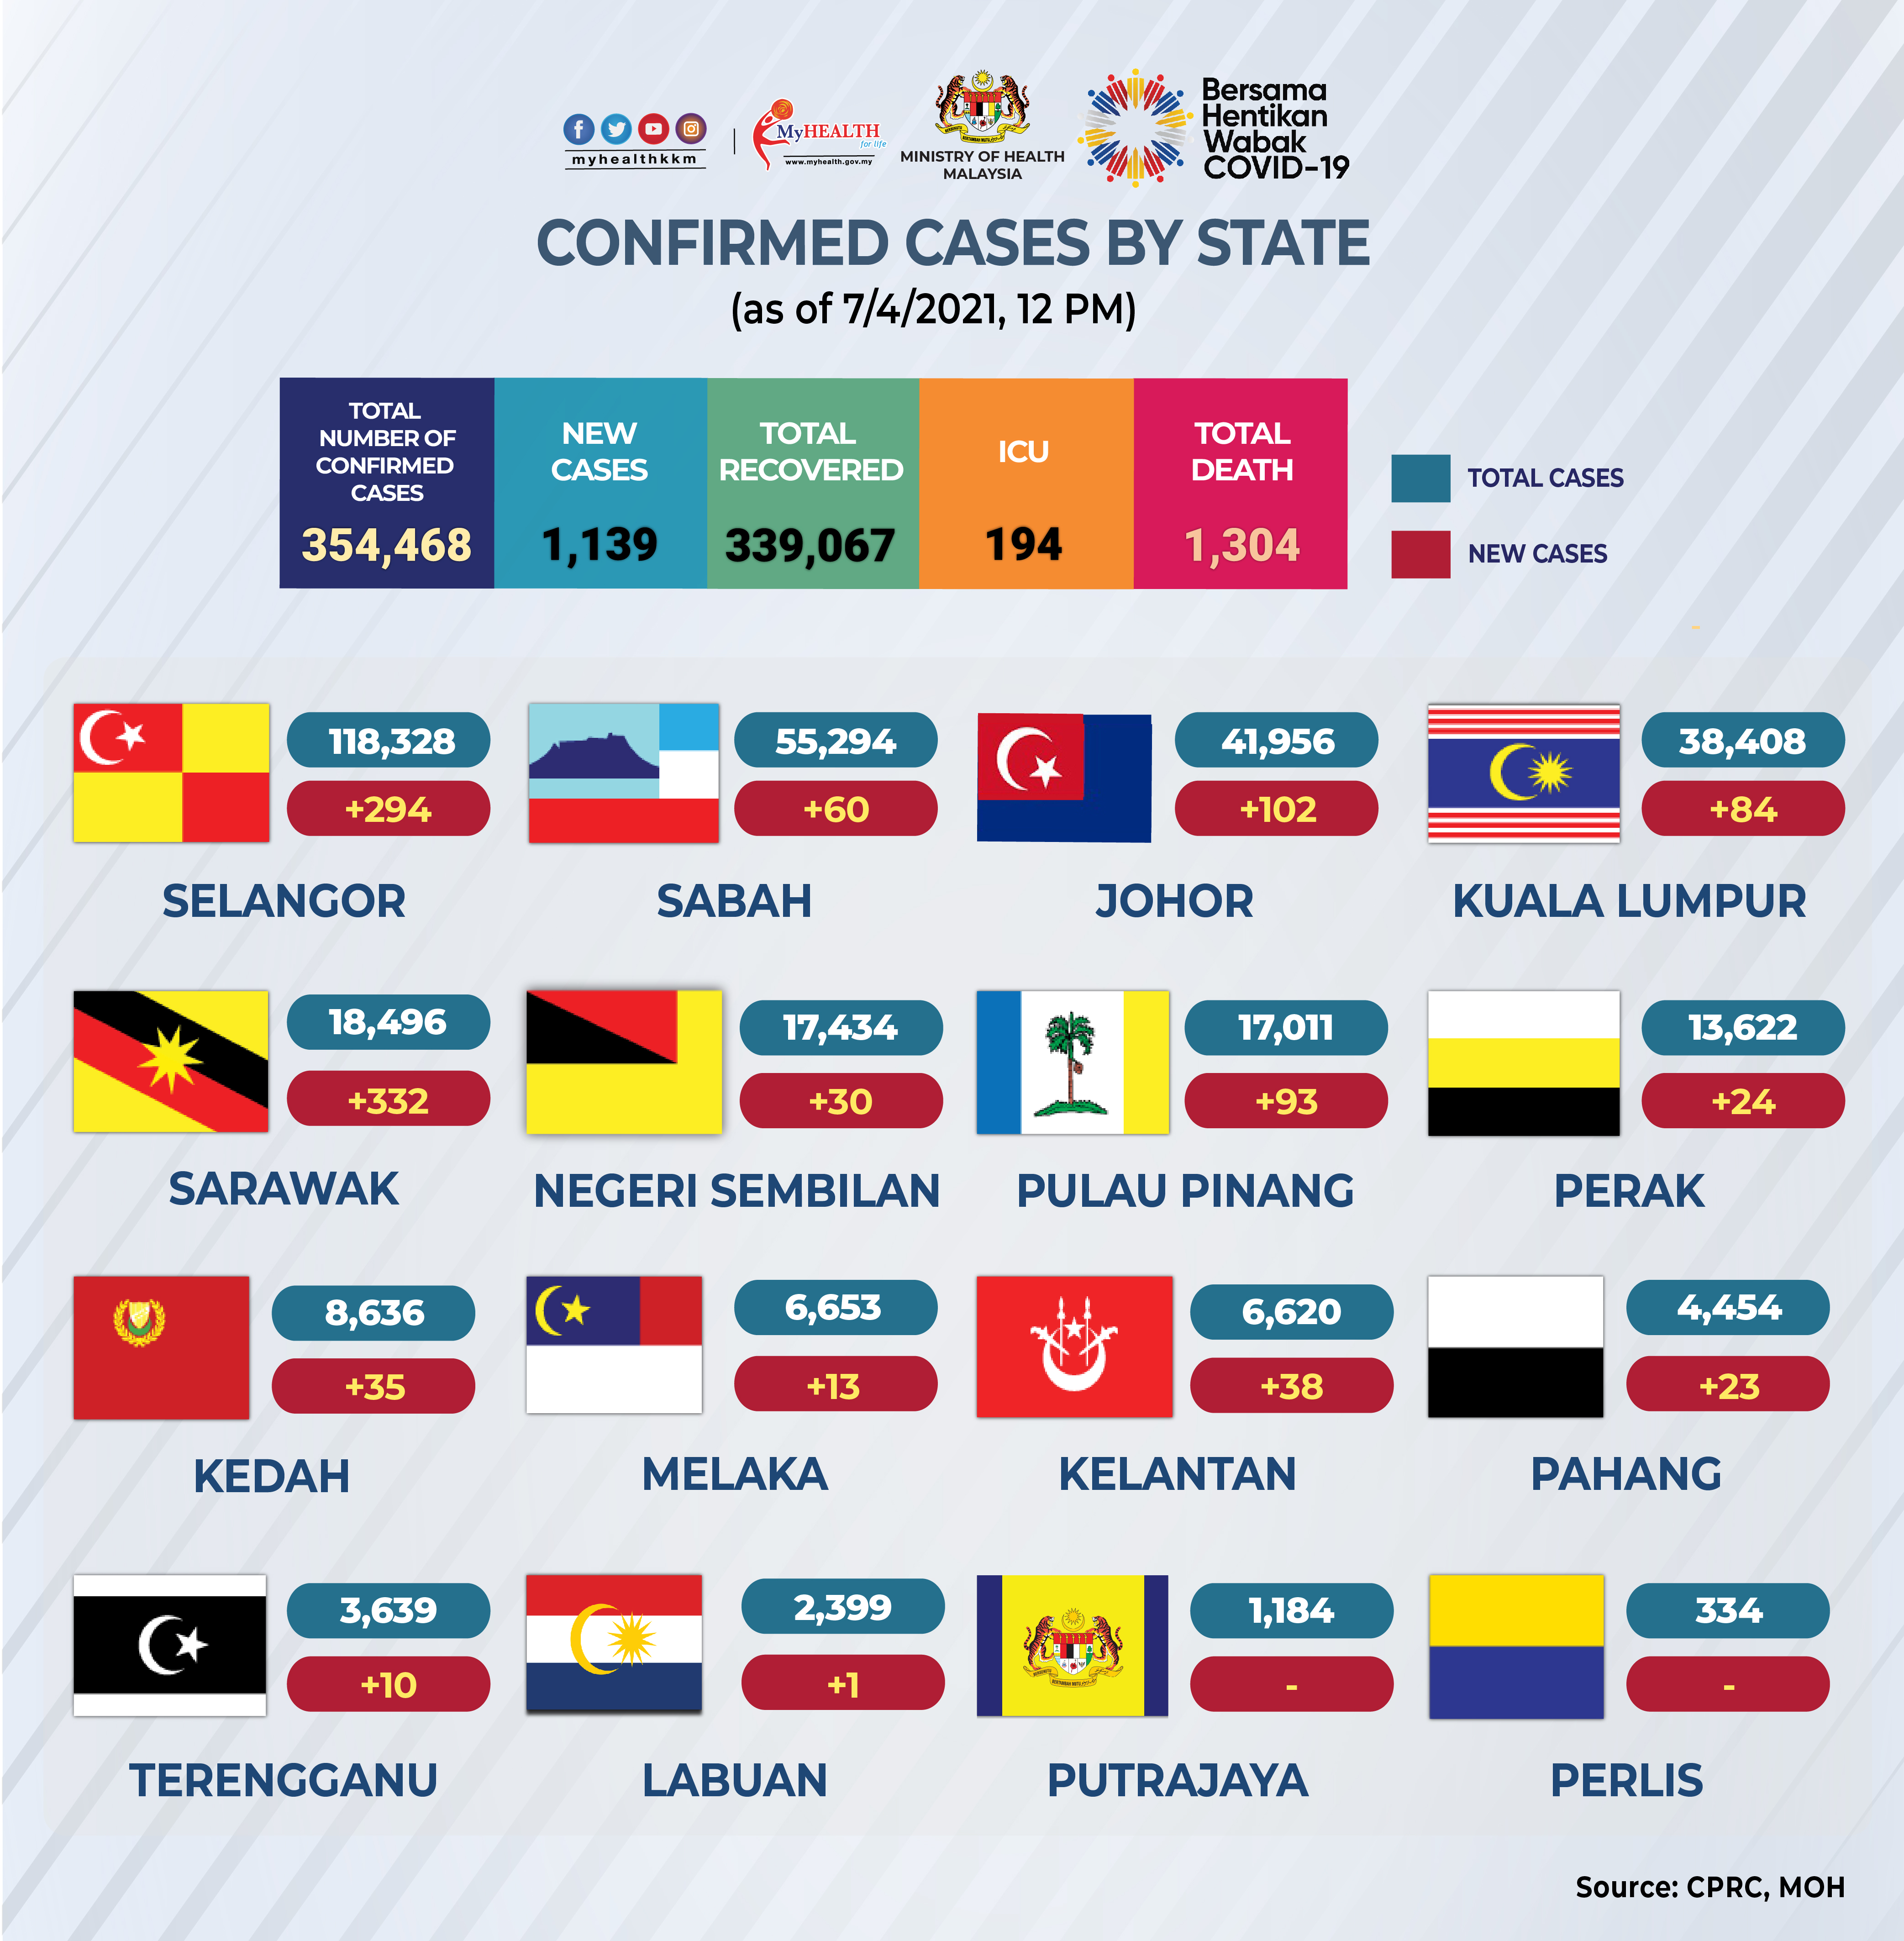 myhealthkkm
MyHEALTH
for life
www.myhealth.gov.my
MINISTRY OF HEALTH
MALAYSIA
Bersama
Hentikan
Wabak
COVID-19
CONFIRMED CASES BY STATE
(as of 7/4/2021, 12 PM)
TOTAL
NUMBER OF
CONFIRMED
CASES
354,468
NEW
CASES
1,139
TOTAL
RECOVERED
339,067
ICU
194
TOTAL
DEATH
1,304
TOTAL CASES
NEW CASES
118,328
+294
SELANGOR
55,294
+60
SABAH
41,956
+102
JOHOR
38,408
+84
KUALA LUMPUR
18,496
+332
SARAWAK
17,434
+30
NEGERI SEMBILAN
17,011
+93
PULAU PINANG
13,622
+24
PERAK
8,636
+35
KEDAH
6,653
+13
MELAKA
6,620
+38
KELANTAN
4,454
+23
PAHANG
3,639
+10
TERENGGANU
2,399
+1
LABUAN
1,184
-
PUTRAJAYA
334
-
PERLIS
Source: CPRC, MOH